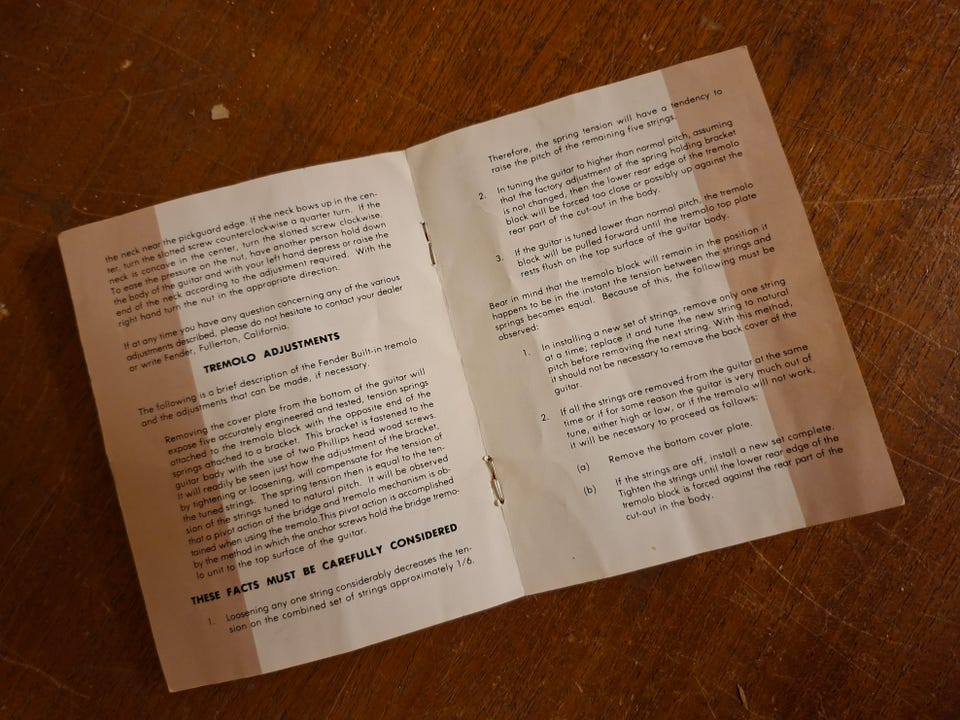 the neck near the pickguard edge. If the neck bows up in the cen-
ter, turn the slotted screw counterclockwise a quarter turn. If the
neck is concave in the center, turn the slotted screw clockwise.
To ease the pressure on the nut, have another person hold down
the body of the guitar and with your left hand depress or raise the
end of the neck according to the adjustment required. With the
right hand turn the nut in the appropriate direction.
If at any time you have any question concerning any of the various
adjustments described, please do not hesitate to contact your dealer
or write Fender, Fullerton, California.
TREMOLO ADJUSTMENTS
The following is a brief description of the Fender Built-in tremolo
and the adjustments that can be made, if necessary.
Removing the cover plate from the bottom of the guitar will
expose five accurately engineered and tested, tension springs
attached to the tremolo block with the opposite end of the
springs attached to a bracket. This bracket is fastened to the
guitar body with the use of two Phillips head wood screws.
It will readily be seen just how the adjustment of the bracket,
by tightening or loosening, will compensate for the tension of
the tuned strings. The spring tension then is equal to the ten-
sion of the strings tuned to natural pitch. It will be observed
that a pivot action of the bridge and tremolo mechanism is ob-
tained when using the tremolo.This pivot action is accomplished
by the method in which the anchor screws hold the bridge tremo-
lo unit to the top surface of the guitar.
THESE FACTS MUST BE CAREFULLY CONSIDERED
1. Loosening any one string considerably decreases the ten-
sion on the combined set of strings approximately 1/6.
Therefore, the spring tension will have a tendency to
raise the pitch of the remaining five strings.
2. In tuning the guitar to higher than normal pitch, assuming
that the factory adjustment of the spring holding bracket
is not changed, then the lower rear edge of the tremolo
block will be forced too close or possibly up against the
rear part of the cut-out in the body.
3. If the guitar is tuned lower than normal pitch, the tremolo
block will be pulled forward until the tremolo top plate
rests flush on the top surface of the guitar body.
Bear in mind that the tremolo block will remain in the position it
happens to be in the instant the tension between the strings and
springs becomes equal. Because of this, the following must be
observed:
1. In installing a new set of strings, remove only one string
at a time; replace it and tune the new string to natural
pitch before removing the next string. With this method,
it should not be necessary to remove the back cover of the
guitar.
2. If all the strings are removed from the guitar at the same
time or if for some reason the guitar is very much out of
tune, either high or low, or if the tremolo will not work,
it will be necessary to proceed as follows:
(a) Remove the bottom cover plate.
(b) If the strings are off, install a new set complete.
Tighten the strings until the lower rear edge of the
tremolo block is forced against the rear part of the
cut-out in the body.